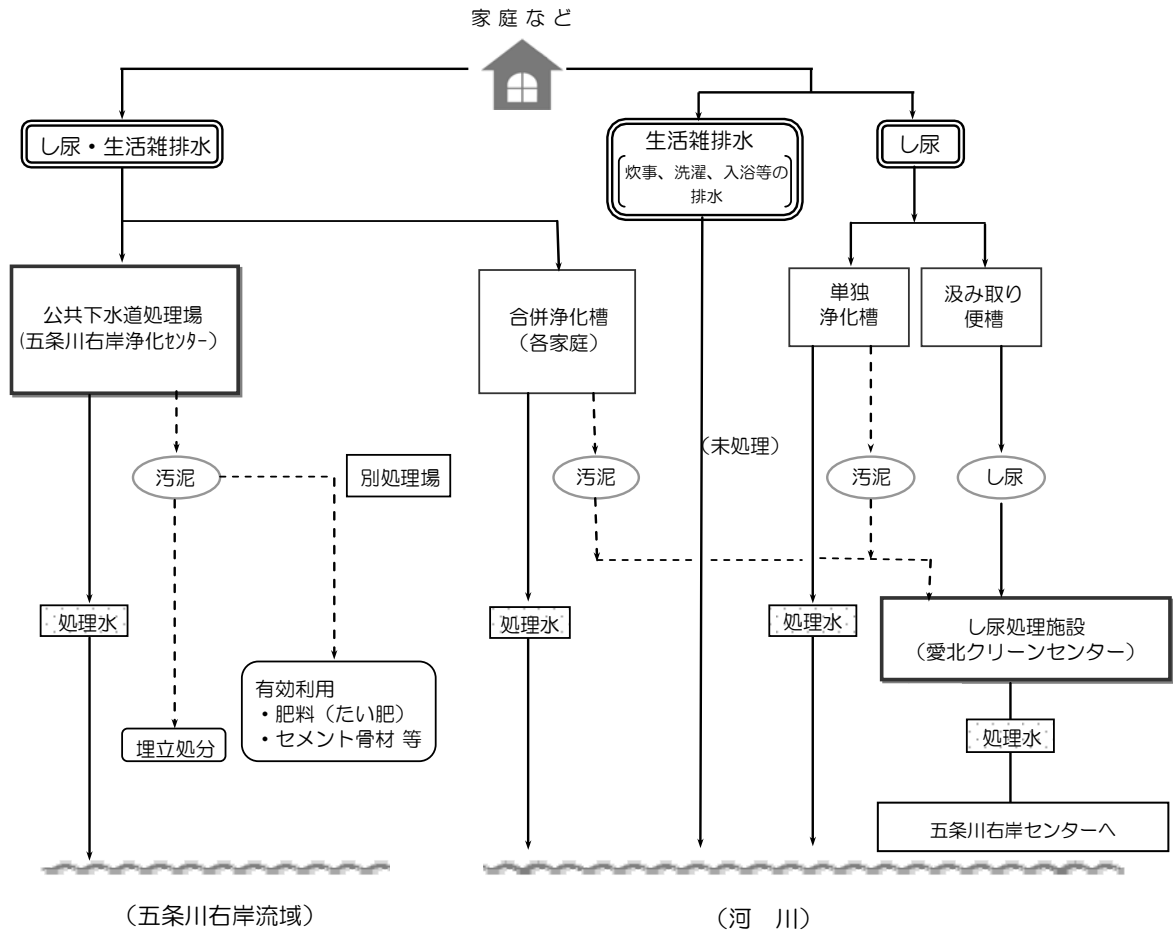 家庭など
し尿・生活雑排水
生活雑排水
炊事、洗濯、入浴等の
排水
し尿
公共下水道処理場
(五条川右岸浄化ｾﾝﾀｰ)
合併浄化槽
(各家庭)
単独
浄化槽
汲み取り
便槽
(未処理)
汚泥
別処理場
汚泥
汚泥
し尿
処理水
処理水
処理水
し尿処理施設
(愛北クリーンセンター)
有効利用
・肥料(たい肥)
・セメント骨材 等
埋立処分
処理水
五条川右岸センターへ
(五条川右岸流域)
(河 川)